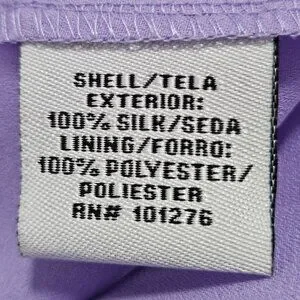 SHELL/TELA
EXTERIOR:
100% SILK/SEDA
LINING/FORRO:
100% POLYESTER/
POLIESTER
RN# 101276